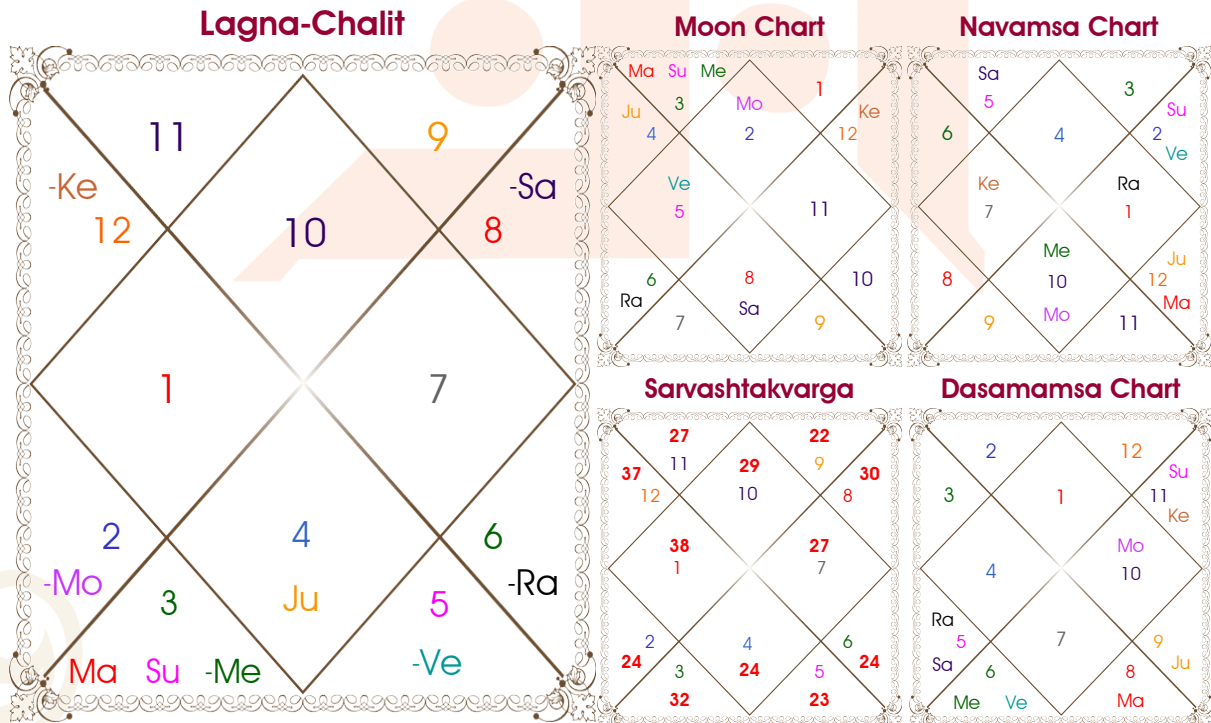 Lagna-Chalit
11
9
-Ke
-Sa
12
10
8
1
7
2
4
6
-Mo
3
Ju
5
-Ra
Ma Su -Me
-Ve
Moon Chart
Ma Su Me
1
Ju
3
Mo
Ke
4
2
12
Ve
5
11
6
8
10
Ra
7
Sa
9
Navamsa Chart
Sa
3
5
Su
6
4
2
Ve
Ke
Ra
7
1
Me
Ju
8
10
12
9
Mo
11
Ma
Sarvashtakvarga
27
22
11
29
9
37
30
12
10
8
38
27
1
7
2
4
6
24
3
24
5
24
32
23
Dasamamsa Chart
2
12
Su
3
1
11
Ke
Mo
4
10
Ra
5
7
9
Sa
6
8
Ju
Me Ve
Ma